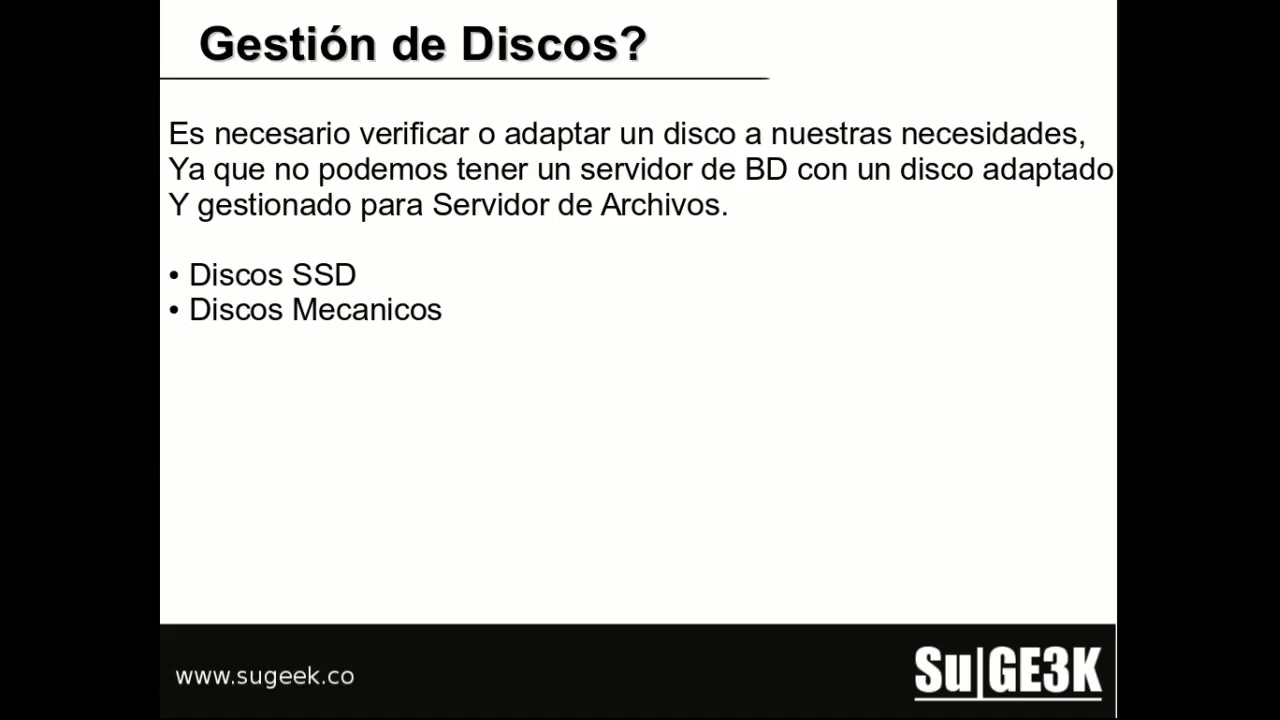 Gestión de Discos?
Es necesario verificar o adaptar un disco a nuestras necesidades,
Ya que no podemos tener un servidor de BD con un disco adaptado
Y gestionado para Servidor de Archivos.
• Discos SSD
• Discos Mecanicos
www.sugeek.co
Su|GE3K